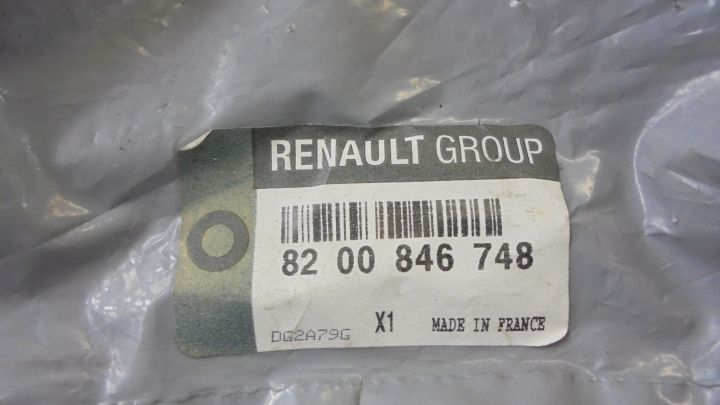 RENAULT GROUP
82 00 846 748
DG2A79G X1 MADE IN FRANCE